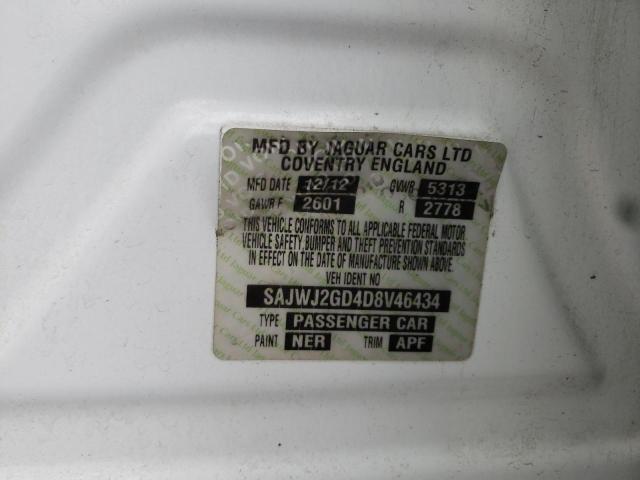 MFD BY JAGUAR CARS LTD
COVENTRY ENGLAND
MFD DATE 12/12 GVWR 5313
GAWR F 2601 R 2778
THIS VEHICLE CONFORMS TO ALL APPLICABLE FEDERAL MOTOR
VEHICLE SAFETY, BUMPER AND THEFT PREVENTION STANDARDS
IN EFFECT ON THE DATE OF MANUFACTURE SHOWN ABOVE.
VEH IDENT NO
SAJWJ2GD4D8V46434
TYPE PASSENGER CAR
PAINT NER TRIM APF